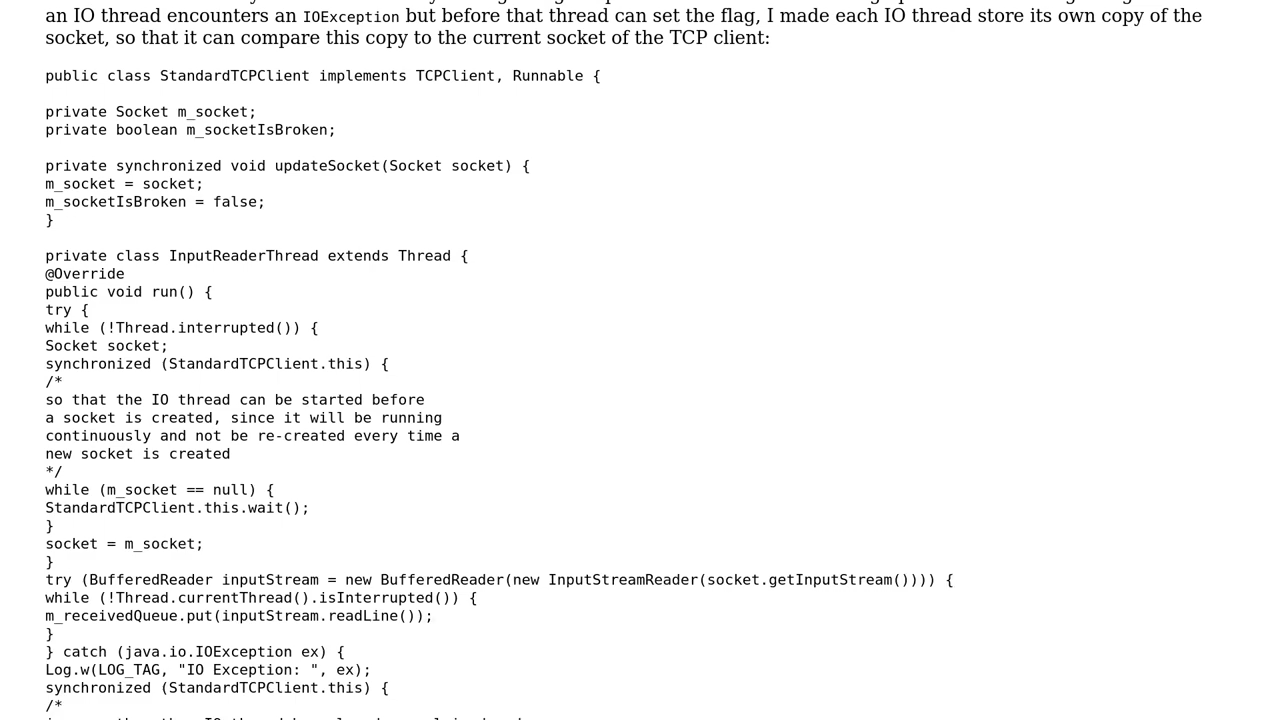 an IO thread encounters an IOException but before that thread can set the flag, I made each IO thread store its own copy of the
socket, so that it can compare this copy to the current socket of the TCP client:
public class StandardTCPClient implements TCPClient, Runnable {
private Socket m_socket;
private boolean m_socketIsBroken;
private synchronized void updateSocket(Socket socket) {
m_socket = socket;
m_socketIsBroken = false;
}
private class InputReaderThread extends Thread {
@Override
public void run() {
try {
while (!Thread.interrupted()) {
Socket socket;
synchronized (StandardTCPClient.this) {
/*
so that the IO thread can be started before
a socket is created, since it will be running
continuously and not be re-created every time a
new socket is created
*/
while (m_socket == null) {
StandardTCPClient.this.wait();
}
socket = m_socket;
}
try (BufferedReader inputStream = new BufferedReader(new InputStreamReader(socket.getInputStream()))) {
while (!Thread.currentThread().isInterrupted()) {
m_receivedQueue.put(inputStream.readLine());
}
} catch (java.io.IOException ex) {
Log.w(LOG_TAG, "IO Exception: ", ex);
synchronized (StandardTCPClient.this) {
/*